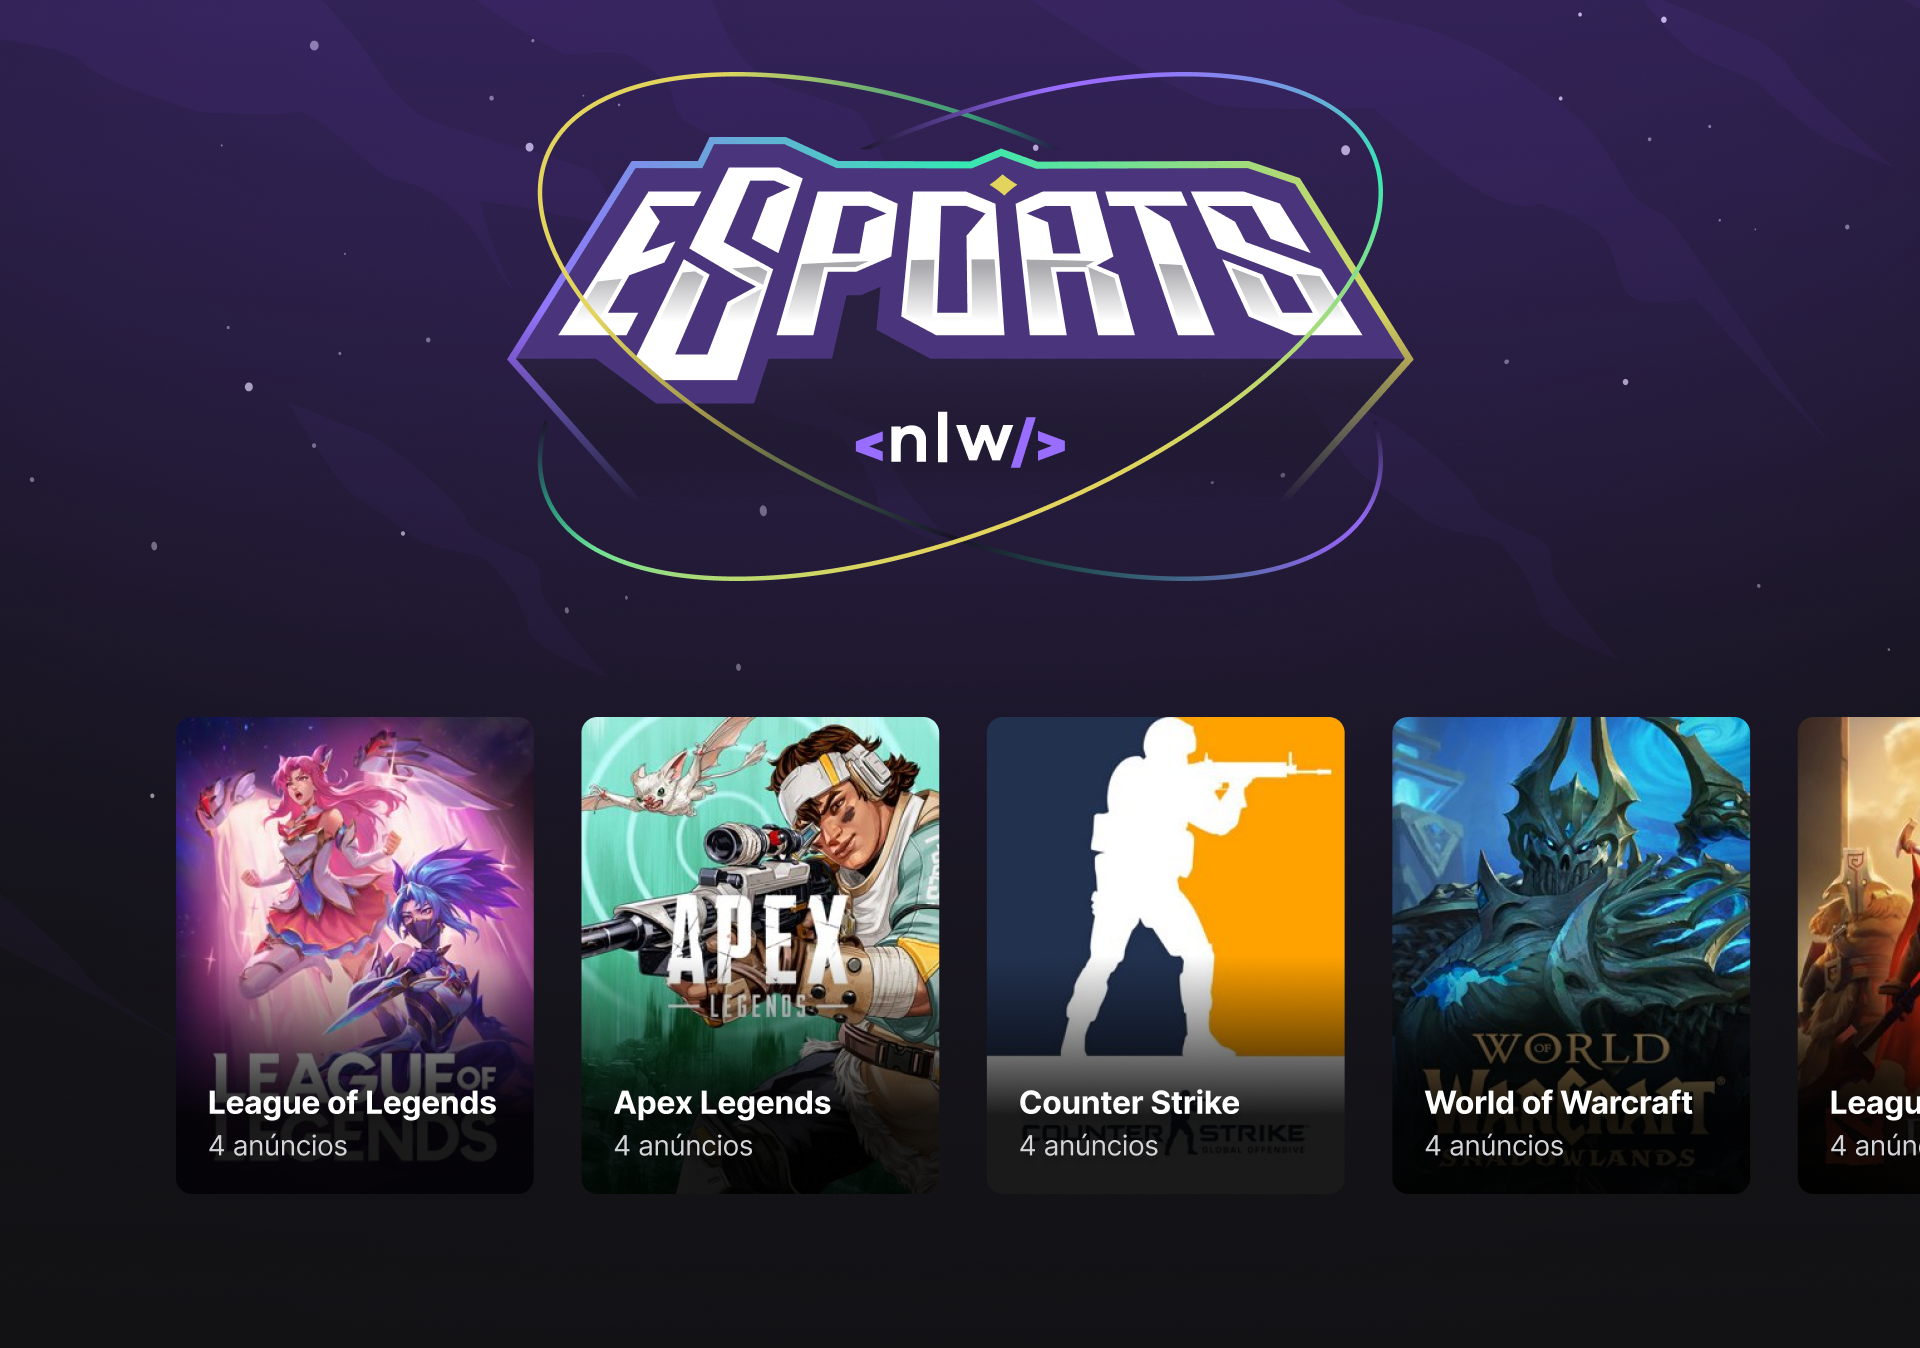 ESPORTS
<nlw/>
APEX
LEGENDS
LEAGUE OF
LEGENDS
League of Legends
4 anúncios
Apex Legends
4 anúncios
COUNTER STRIKE
GLOBAL OFFENSIVE
Counter Strike
4 anúncios
WORLD
OF
WARCRAFT
SHADOWLANDS
World of Warcraft
4 anúncios
Leagu
4 anún